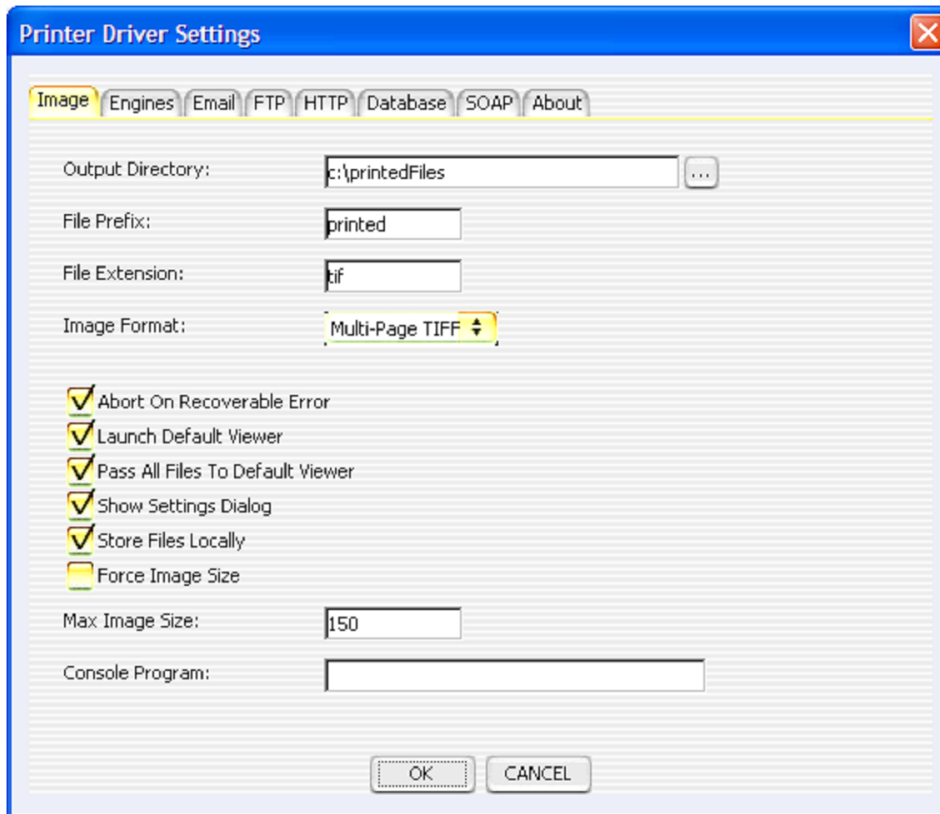 Printer Driver Settings
Image Engines Email FTP HTTP Database SOAP About
Output Directory: c:\printedFiles ...
File Prefix: printed
File Extension: tif
Image Format: Multi-Page TIFF
Abort On Recoverable Error
Launch Default Viewer
Pass All Files To Default Viewer
Show Settings Dialog
Store Files Locally
Force Image Size
Max Image Size: 150
Console Program:
OK CANCEL